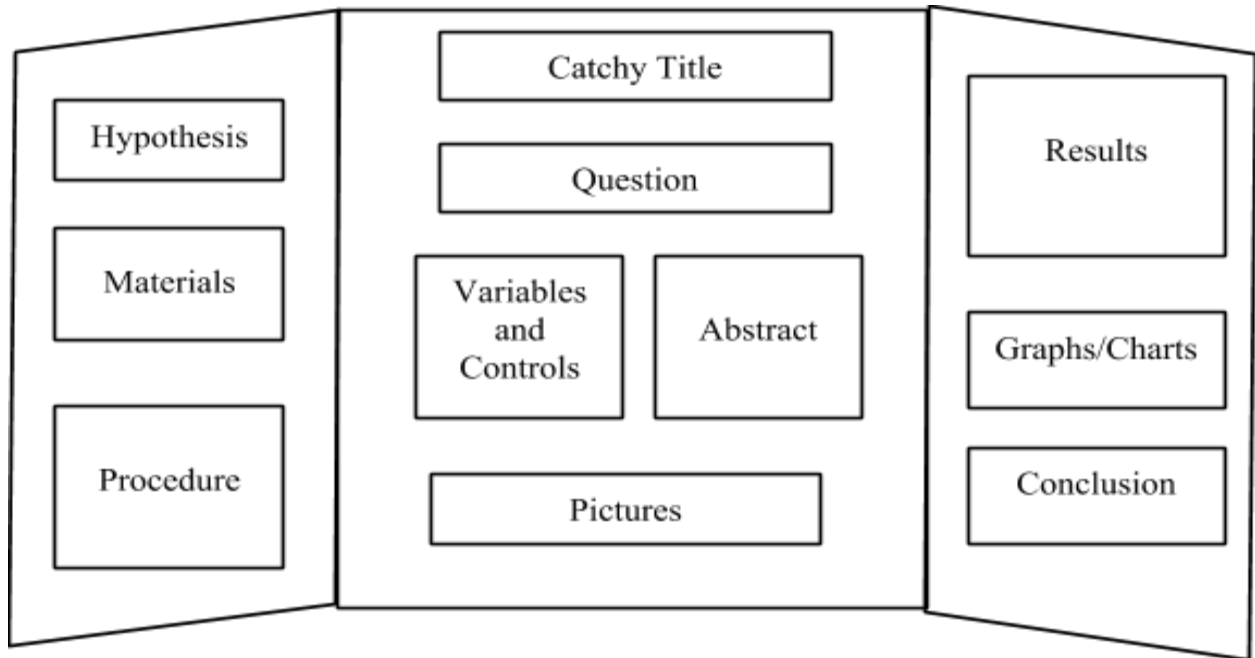 Hypothesis
Materials
Procedure
Catchy Title
Question
Variables
and
Controls
Abstract
Pictures
Results
Graphs/Charts
Conclusion